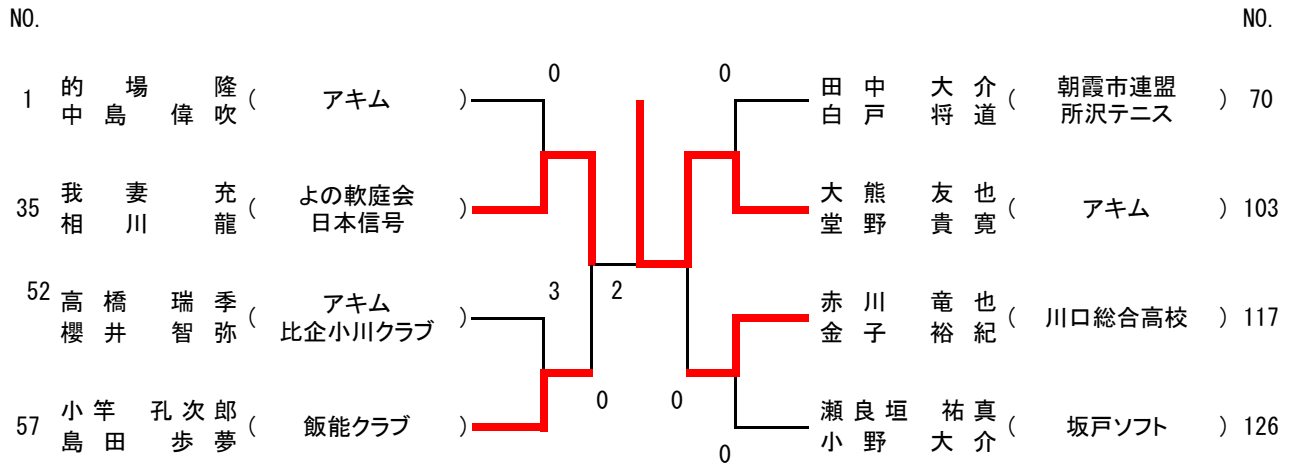 NO. NO.
0 0
1 的場 隆 中島 偉吹 ( アキム ) 田中 大介 白戸 将道 ( 朝霞市連盟 所沢テニス ) 70
35 我妻 充 相川 龍 ( よの軟庭会 日本信号 ) 大熊 友也 堂野 貴寛 ( アキム ) 103
3 2
52 高橋 瑞季 櫻井 智弥 ( アキム 比企小川クラブ ) 赤川 竜也 金子 裕紀 ( 川口総合高校 ) 117
0 0
57 小竿 孔次郎 島田 歩夢 ( 飯能クラブ ) 瀬良垣 祐真 小野 大介 ( 坂戸ソフト ) 126
0